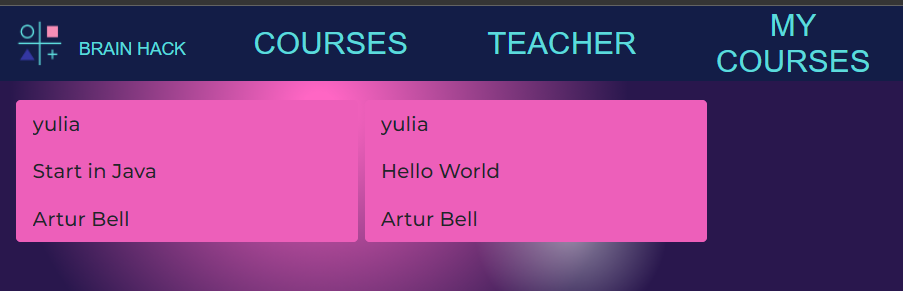 BRAIN HACK
COURSES
TEACHER
MY
COURSES
yulia
Start in Java
Artur Bell
yulia
Hello World
Artur Bell